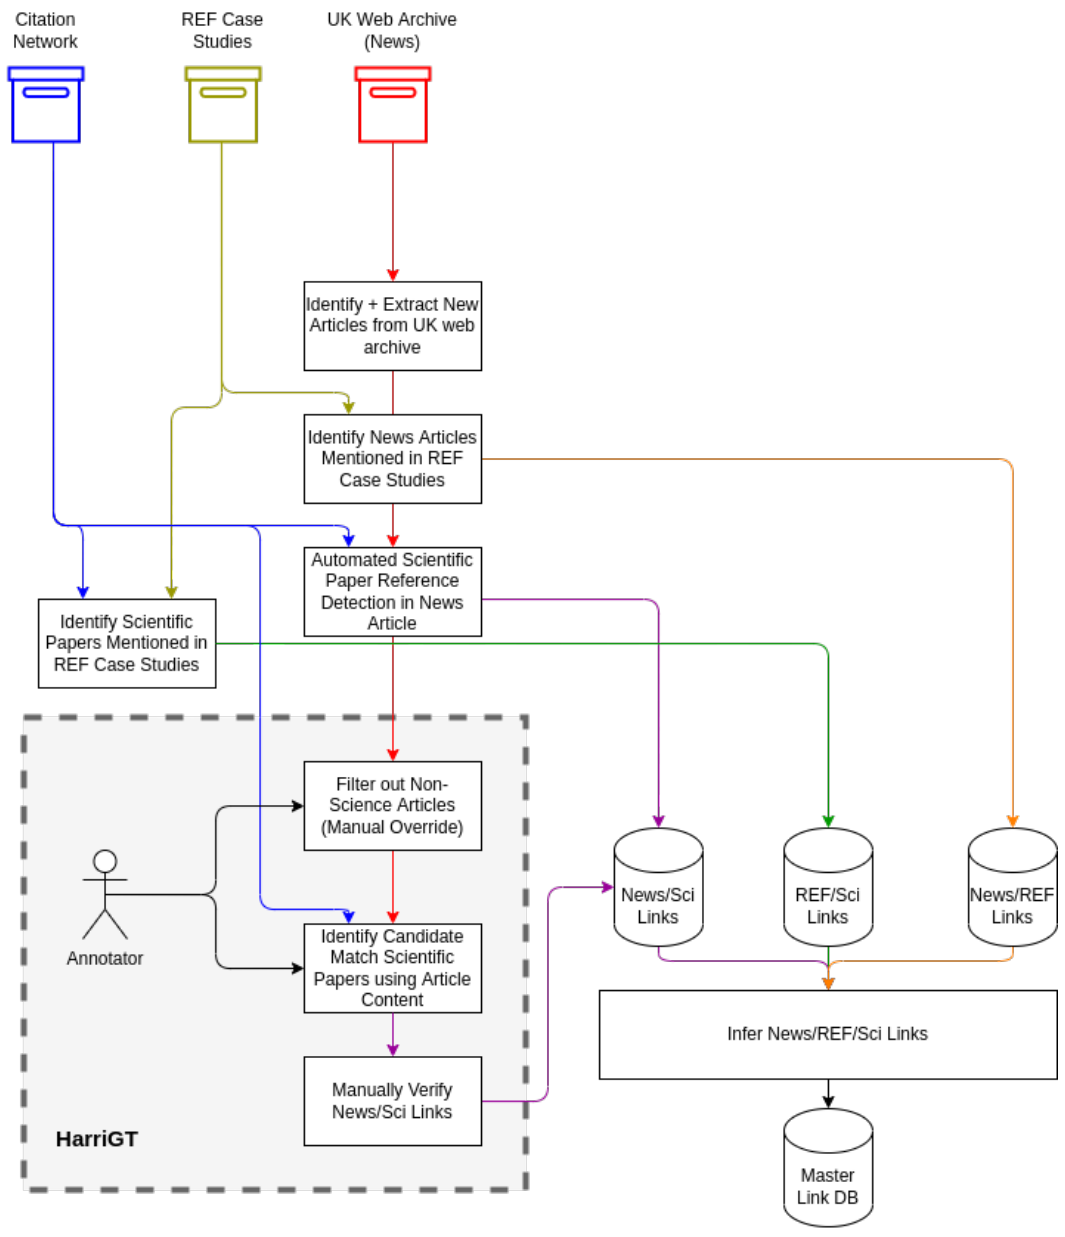 Citation
Network
REF Case
Studies
UK Web Archive
(News)
Identify + Extract New
Articles from UK web
archive
Identify News Articles
Mentioned in REF
Case Studies
Automated Scientific
Paper Reference
Detection in News
Article
Identify Scientific
Papers Mentioned in
REF Case Studies
Filter out Non-
Science Articles
(Manual Override)
Annotator
Identify Candidate
Match Scientific
Papers using Article
Content
Manually Verify
News/Sci Links
HarriGT
News/Sci
Links
REF/Sci
Links
News/REF
Links
Infer News/REF/Sci Links
Master
Link DB